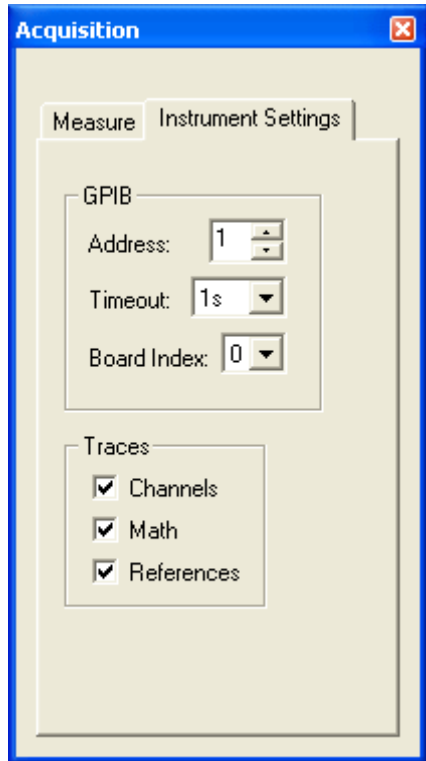 Acquisition
Measure Instrument Settings
GPIB
Address: 1
Timeout: 1s
Board Index: 0
Traces
Channels
Math
References